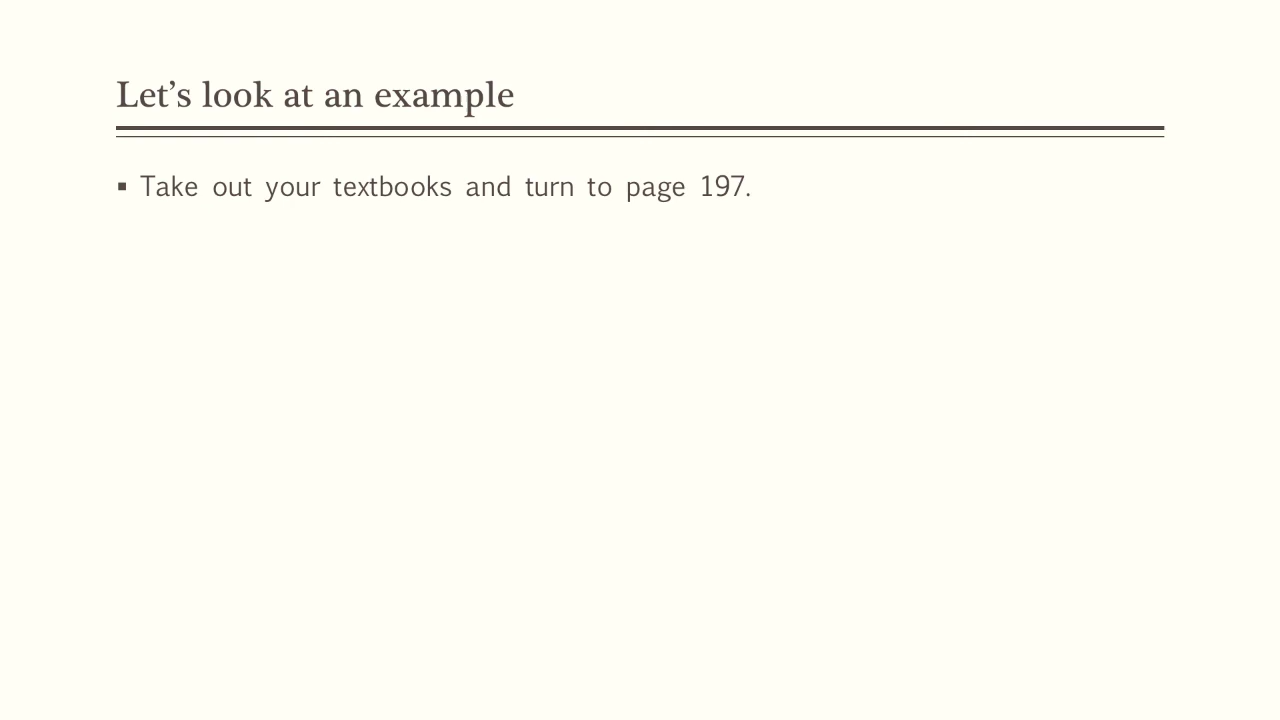 Let’s look at an example
▪ Take out your textbooks and turn to page 197.